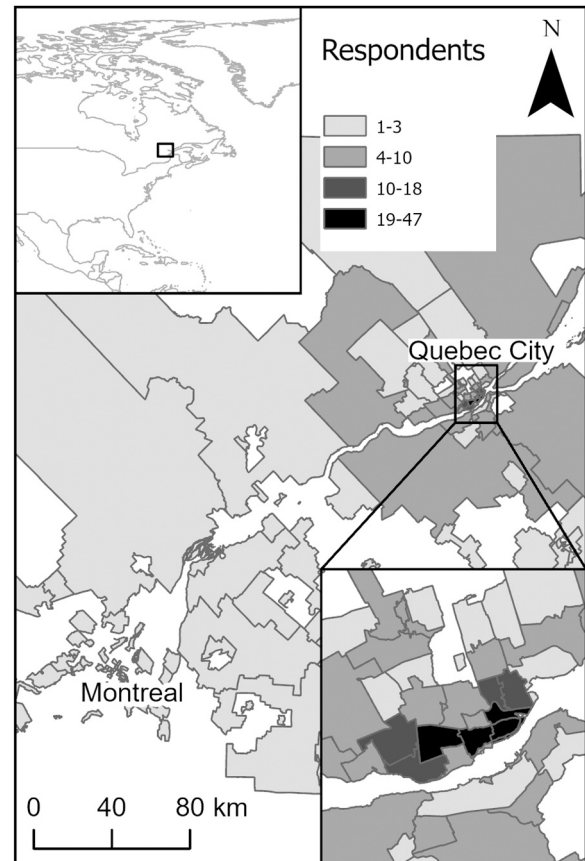 N
Respondents
1-3
4-10
10-18
19-47
Quebec City
Montreal
0 40 80 km